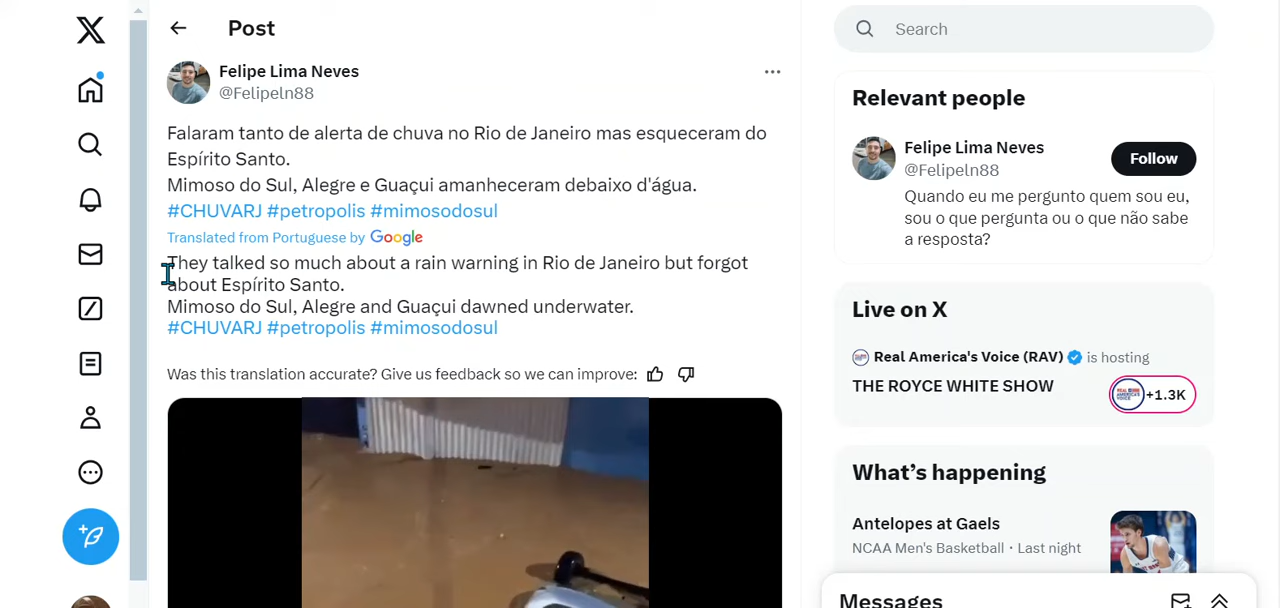 Post
Search
Felipe Lima Neves
@Felipeln88
Falaram tanto de alerta de chuva no Rio de Janeiro mas esqueceram do
Espírito Santo.
Mimoso do Sul, Alegre e Guaçui amanheceram debaixo d'água.
#CHUVARJ #petropolis #mimosodosul
Translated from Portuguese by Google
They talked so much about a rain warning in Rio de Janeiro but forgot
about Espírito Santo.
Mimoso do Sul, Alegre and Guaçui dawned underwater.
#CHUVARJ #petropolis #mimosodosul
Was this translation accurate? Give us feedback so we can improve:
Relevant people
Felipe Lima Neves
@Felipeln88
Follow
Quando eu me pergunto quem sou eu,
sou o que pergunta ou o que não sabe
a resposta?
Live on X
Real America's Voice (RAV) is hosting
THE ROYCE WHITE SHOW
+1.3K
What's happening
Antelopes at Gaels
NCAA Men's Basketball · Last night
Messages